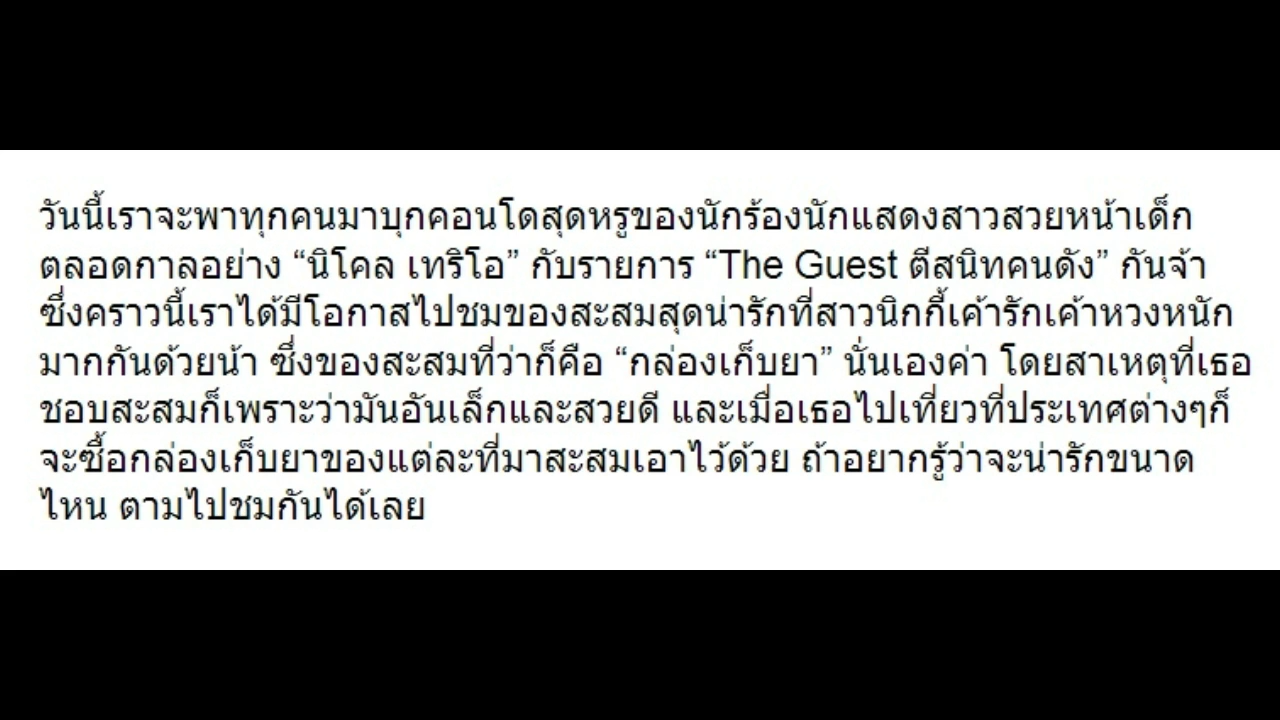 วันนี้เราจะพาทุกคนมาบุกคอนโดสุดหรูของนักร้องนักแสดงสาวสวยหน้าเด็ก
ตลอดกาลอย่าง “นิโคล เทริโอ” กับรายการ “The Guest ตีสนิทคนดัง” กันจ้า
ซึ่งคราวนี้เราได้มีโอกาสไปชมของสะสมสุดน่ารักที่สาวนิกกี้เค้ารักเค้าหวงหนัก
มากกันด้วยน้า ซึ่งของสะสมที่ว่าก็คือ “กล่องเก็บยา” นั่นเองค่า โดยสาเหตุที่เธอ
ชอบสะสมก็เพราะว่ามันอันเล็กและสวยดี และเมื่อเธอไปเที่ยวที่ประเทศต่างๆก็
จะซื้อกล่องเก็บยาของแต่ละที่มาสะสมเอาไว้ด้วย ถ้าอยากรู้ว่าจะน่ารักขนาด
ไหน ตามไปชมกันได้เลย